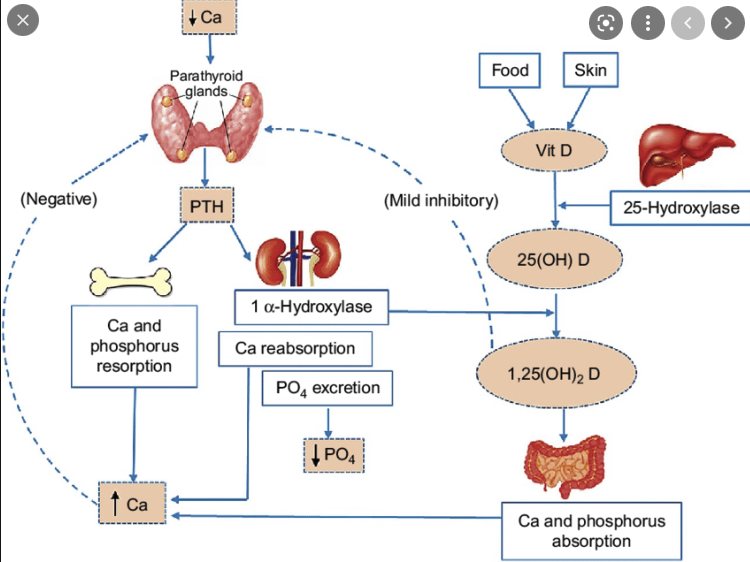 ↓ Ca
Parathyroid
glands
Food
Skin
Vit D
(Negative)
(Mild inhibitory)
25-Hydroxylase
PTH
25(OH) D
1 α-Hydroxylase
Ca and
phosphorus
resorption
Ca reabsorption
PO₄ excretion
1,25(OH)₂ D
↓ PO₄
↑ Ca
Ca and phosphorus
absorption